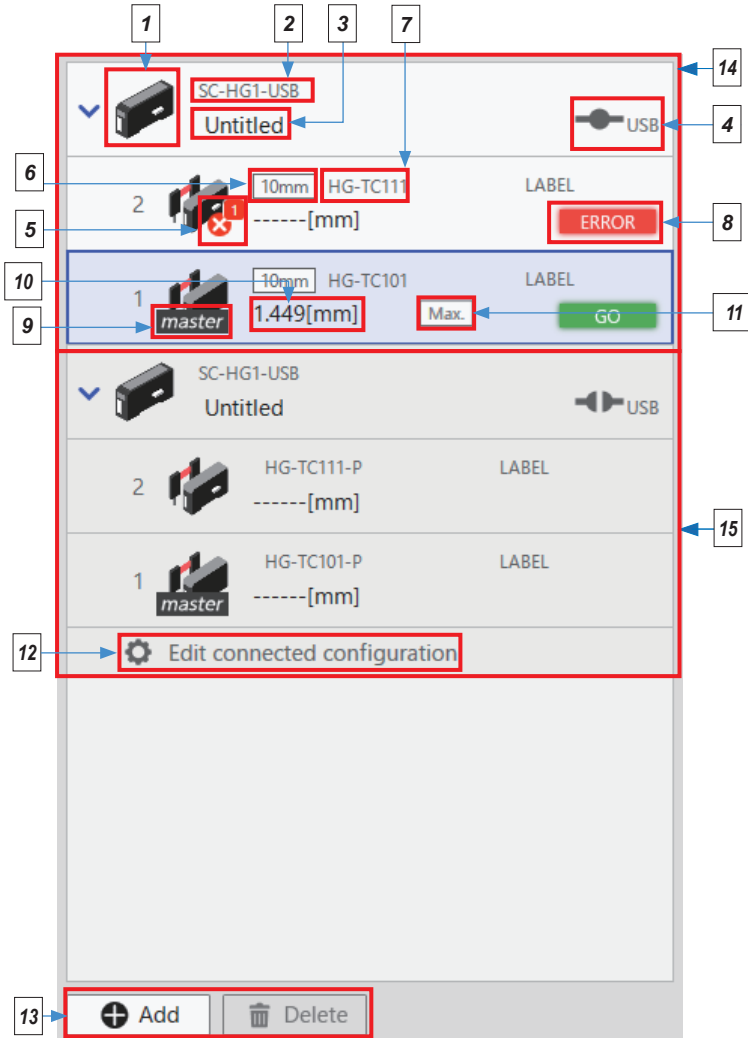 1 2 3 7
14
SC-HG1-USB
Untitled
USB
4
6
10mm HG-TC111 LABEL
2
1
------[mm]
ERROR
8
5
10
10mm HG-TC101 LABEL
1
master
1.449[mm]
Max.
GO
9
11
SC-HG1-USB
Untitled
USB
HG-TC111-P LABEL
2
------[mm]
15
HG-TC101-P LABEL
1
master
------[mm]
12
Edit connected configuration
13
Add Delete